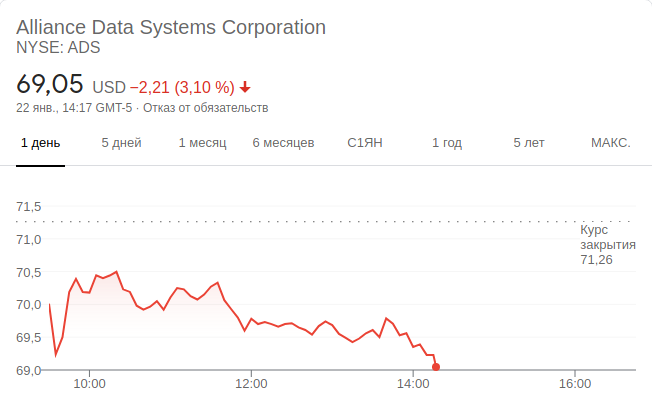 Alliance Data Systems Corporation
NYSE: ADS
69,05 USD −2,21 (3,10 %)
22 янв., 14:17 GMT-5 · Отказ от обязательств
1 день 5 дней 1 месяц 6 месяцев С1ЯН 1 год 5 лет МАКС.
71,5
Курс
закрытия
71,26
71,0
70,5
70,0
69,5
69,0
10:00 12:00 14:00 16:00